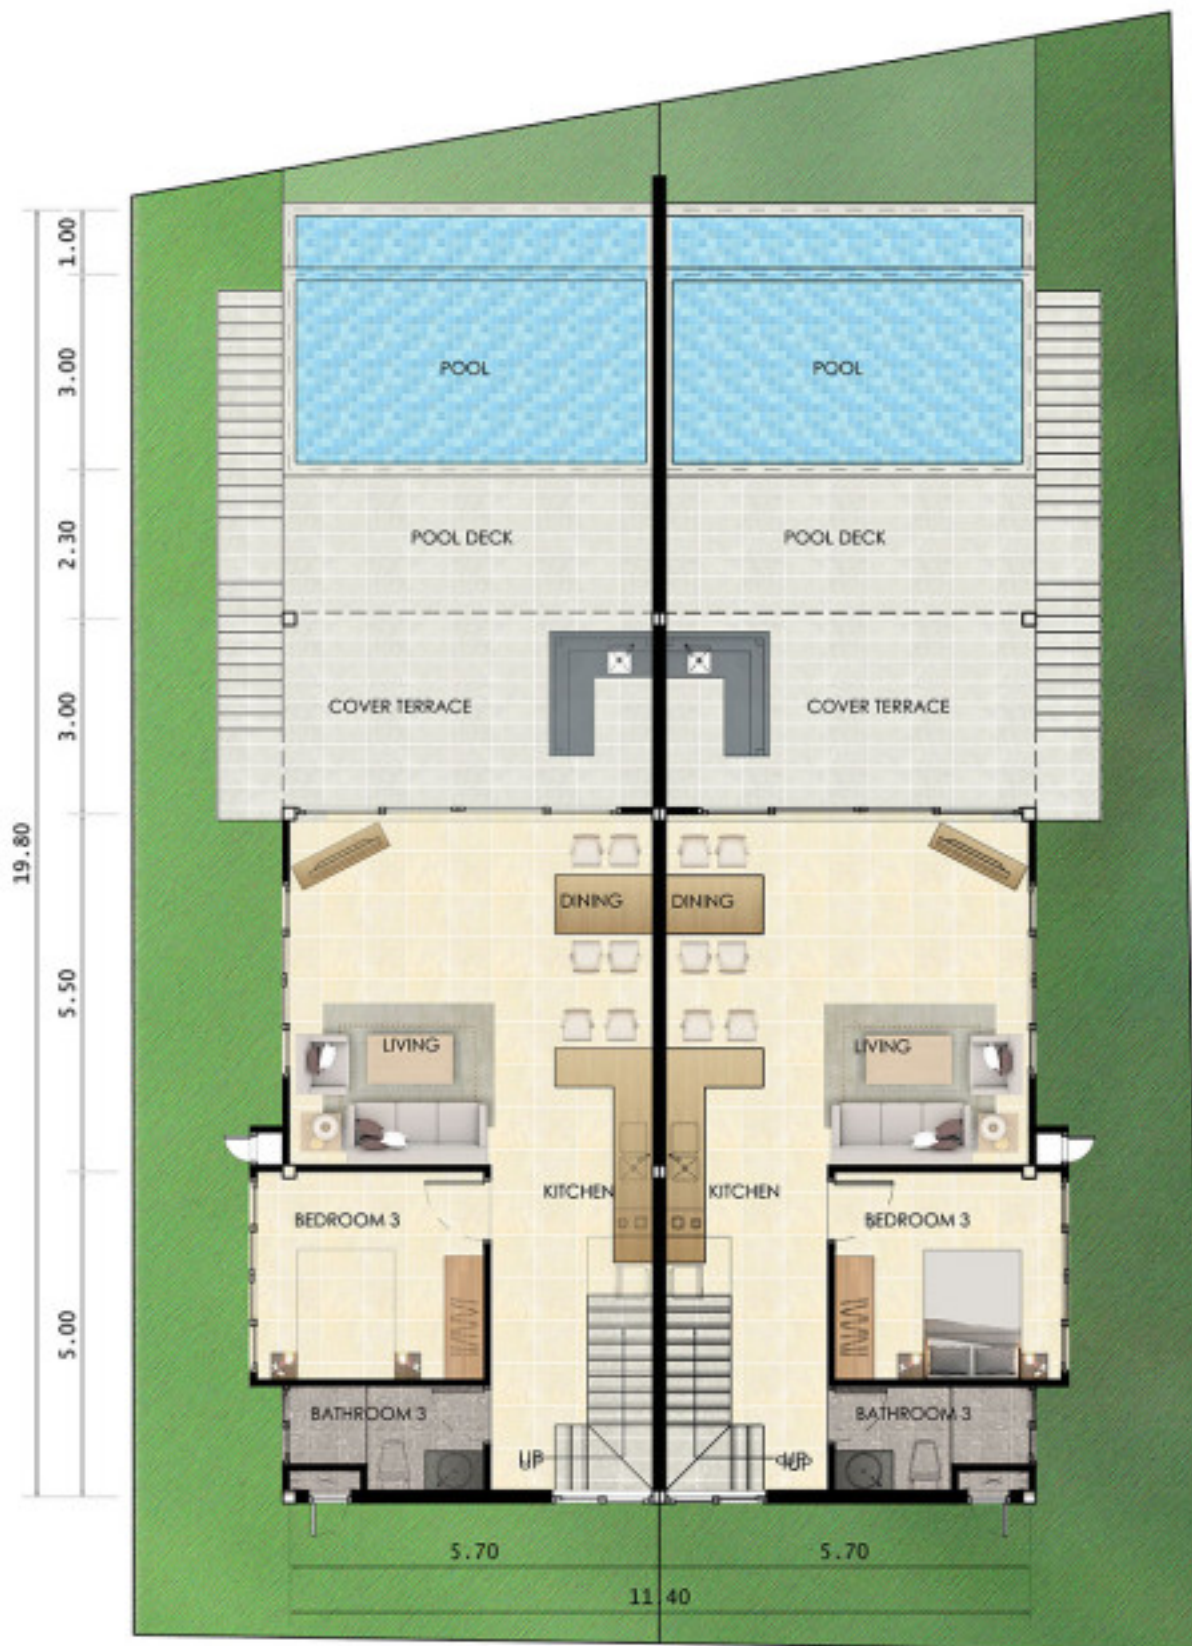 1.00
3.00
POOL
POOL
2.30
POOL DECK
POOL DECK
3.00
COVER TERRACE
COVER TERRACE
19.80
DINING
DINING
5.50
LIVING
LIVING
KITCHEN
KITCHEN
BEDROOM 3
BEDROOM 3
5.00
BATHROOM 3
BATHROOM 3
UP
UP
5.70
5.70
11.40